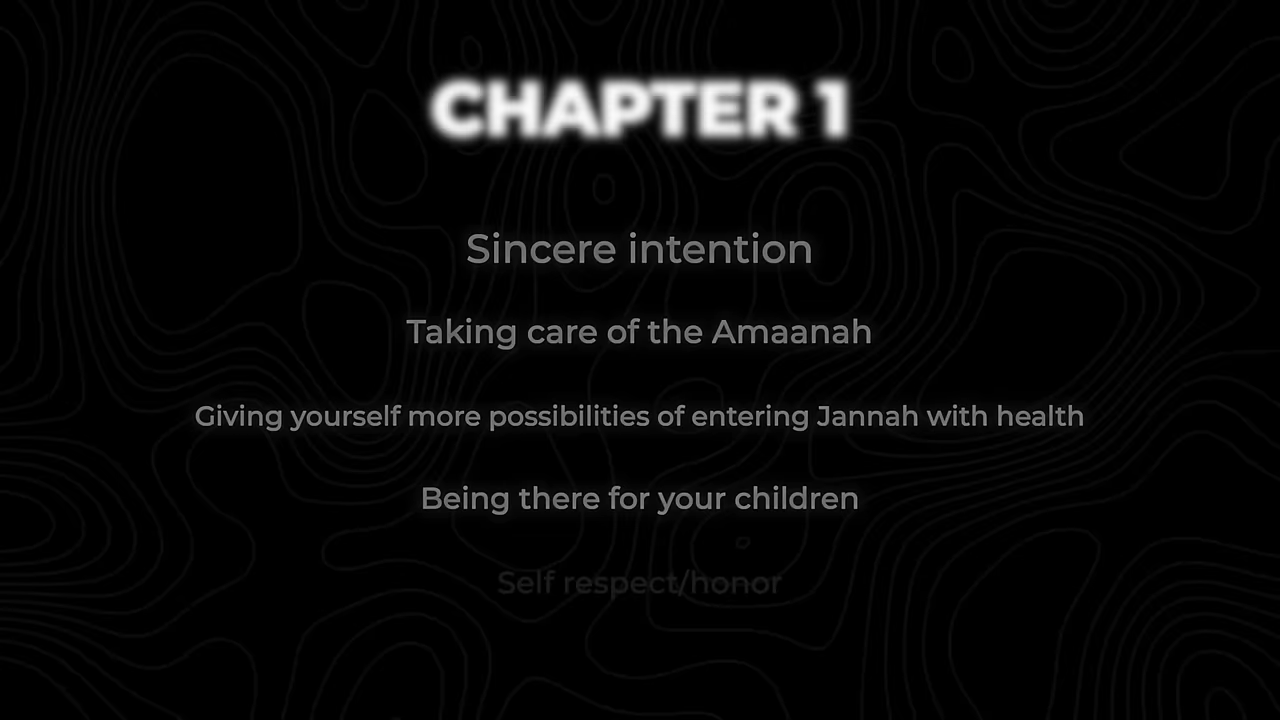 CHAPTER 1
Sincere intention
Taking care of the Amaanah
Giving yourself more possibilities of entering Jannah with health
Being there for your children
Self respect/honor